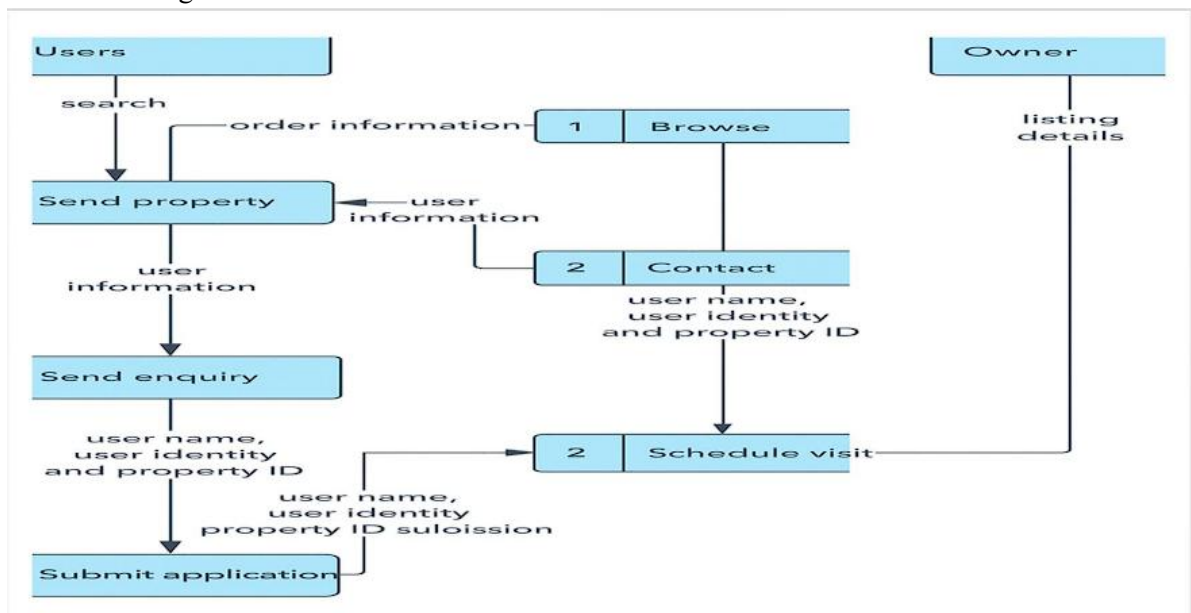 Users
Owner
search
order information
1 Browse
listing
details
Send property
user
information
user
information
2 Contact
user name,
user identity
and property ID
Send enquiry
user name,
user identity
and property ID
2 Schedule visit
user name,
user identity
property ID suloission
Submit application